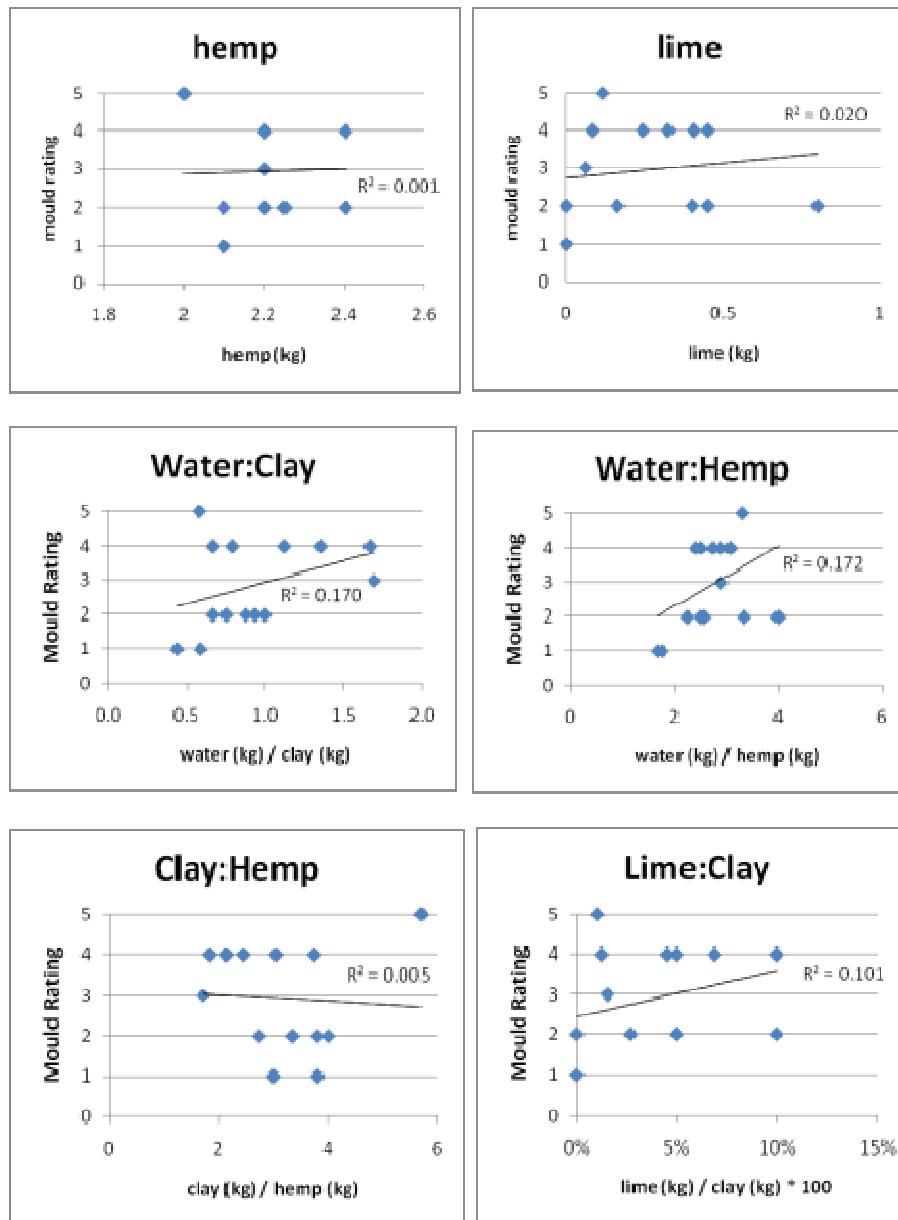 hemp
mould rating
5
4
3
2
1
0
R² = 0.001
1.8 2 2.2 2.4 2.6
hemp (kg)
lime
mould rating
5
4
3
2
1
0
R² = 0.020
0 0.5 1
lime (kg)
Water:Clay
Mould Rating
5
4
3
2
1
0
R² = 0.170
0.0 0.5 1.0 1.5 2.0
water (kg) / clay (kg)
Water:Hemp
Mould Rating
5
4
3
2
1
0
R² = 0.172
0 2 4 6
water (kg) / hemp (kg)
Clay:Hemp
Mould Rating
5
4
3
2
1
0
R² = 0.005
0 2 4 6
clay (kg) / hemp (kg)
Lime:Clay
Mould Rating
5
4
3
2
1
0
R² = 0.101
0% 5% 10% 15%
lime (kg) / clay (kg) * 100